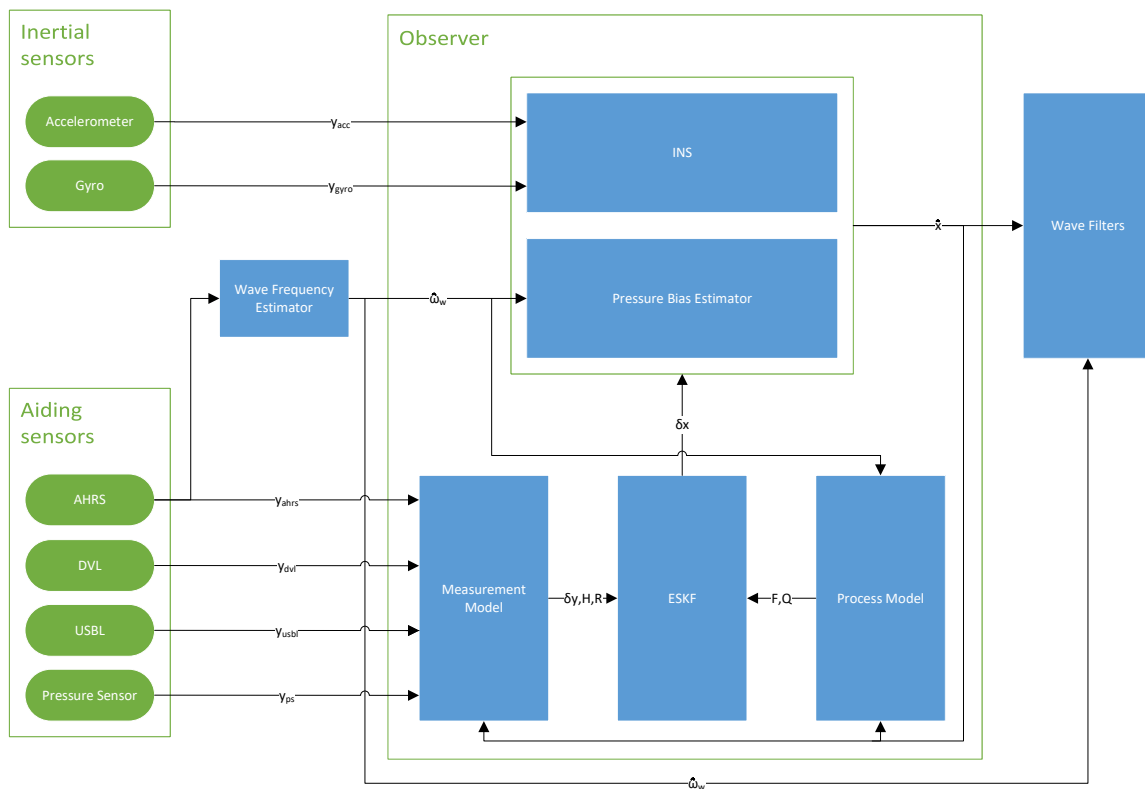 Inertial
sensors
Accelerometer
Gyro
y_acc
y_gyro
Observer
INS
Pressure Bias Estimator
x̂
Wave Filters
Wave Frequency
Estimator
ω̂_w
δx
Aiding
sensors
AHRS
DVL
USBL
Pressure Sensor
y_ahrs
y_dvl
y_usbl
y_ps
Measurement
Model
δy,H,R
ESKF
F,Q
Process Model
ω̂_w